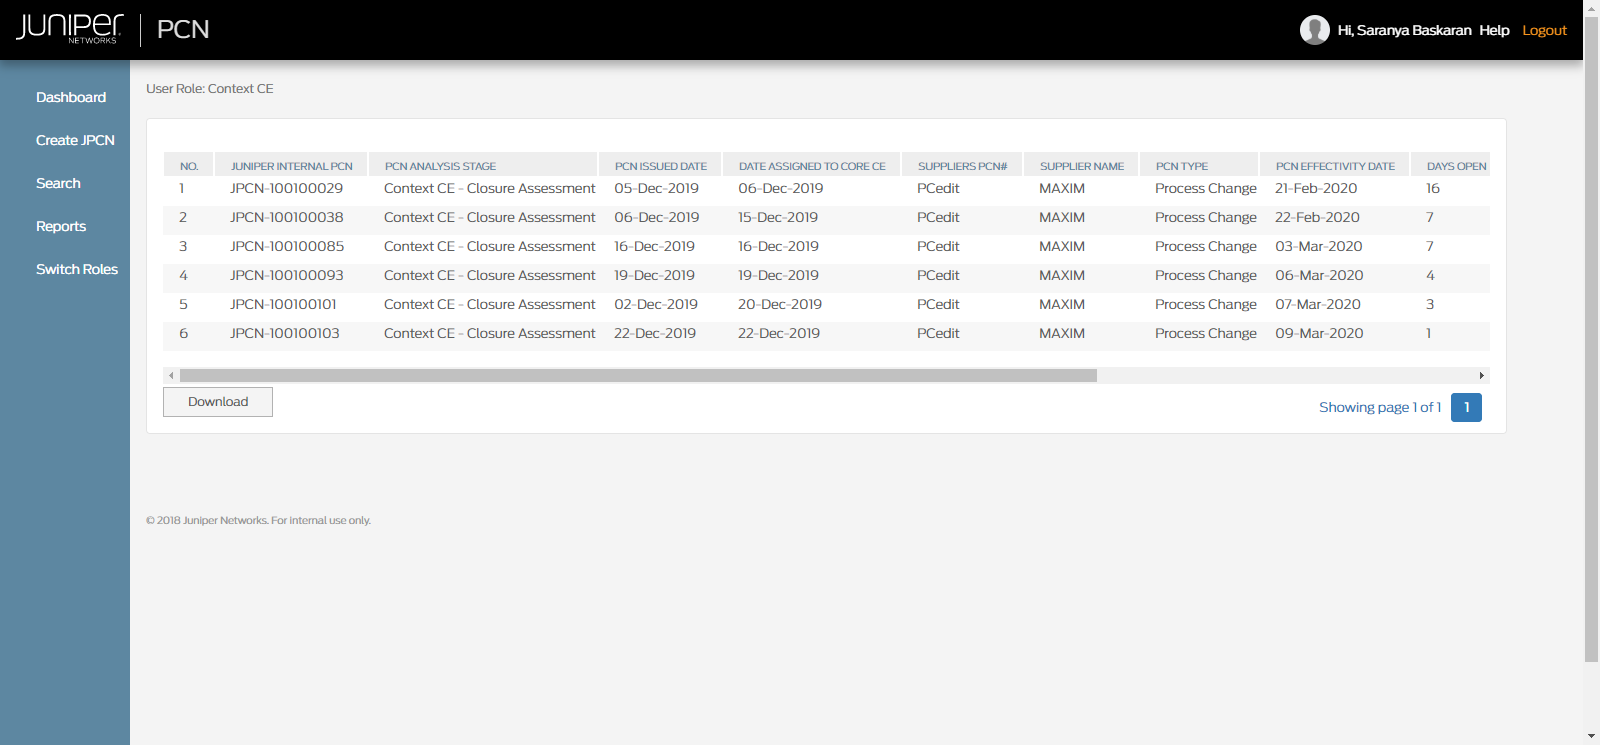 JUNIPER NETWORKS PCN Hi, Saranya Baskaran Help Logout
Dashboard
Create JPCN
Search
Reports
Switch Roles
User Role: Context CE
NO. JUNIPER INTERNAL PCN PCN ANALYSIS STAGE PCN ISSUED DATE DATE ASSIGNED TO CORE CE SUPPLIERS PCN# SUPPLIER NAME PCN TYPE PCN EFFECTIVITY DATE DAYS OPEN
1 JPCN-100100029 Context CE - Closure Assessment 05-Dec-2019 06-Dec-2019 PCedit MAXIM Process Change 21-Feb-2020 16
2 JPCN-100100038 Context CE - Closure Assessment 06-Dec-2019 15-Dec-2019 PCedit MAXIM Process Change 22-Feb-2020 7
3 JPCN-100100085 Context CE - Closure Assessment 16-Dec-2019 16-Dec-2019 PCedit MAXIM Process Change 03-Mar-2020 7
4 JPCN-100100093 Context CE - Closure Assessment 19-Dec-2019 19-Dec-2019 PCedit MAXIM Process Change 06-Mar-2020 4
5 JPCN-100100101 Context CE - Closure Assessment 02-Dec-2019 20-Dec-2019 PCedit MAXIM Process Change 07-Mar-2020 3
6 JPCN-100100103 Context CE - Closure Assessment 22-Dec-2019 22-Dec-2019 PCedit MAXIM Process Change 09-Mar-2020 1
Download
Showing page 1 of 1 1
© 2018 Juniper Networks. For internal use only.